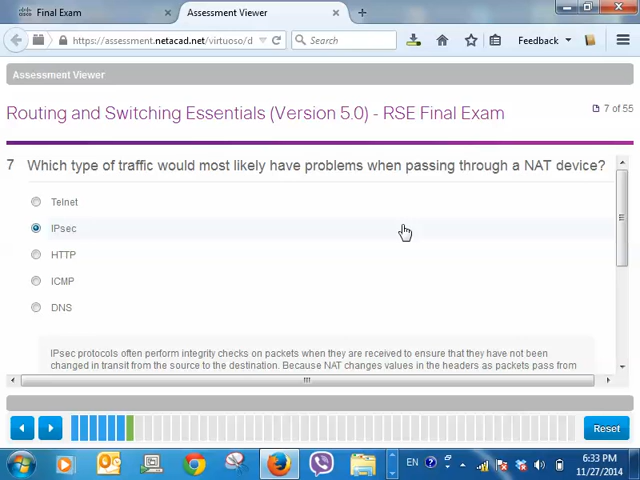 Final Exam
Assessment Viewer
https://assessment.netacad.net/virtuoso/d
Search
Feedback
Assessment Viewer
Routing and Switching Essentials (Version 5.0) - RSE Final Exam
7 of 55
7 Which type of traffic would most likely have problems when passing through a NAT device?
Telnet
IPsec
HTTP
ICMP
DNS
IPsec protocols often perform integrity checks on packets when they are received to ensure that they have not been
changed in transit from the source to the destination. Because NAT changes values in the headers as packets pass from
Reset
EN
6:33 PM
11/27/2014